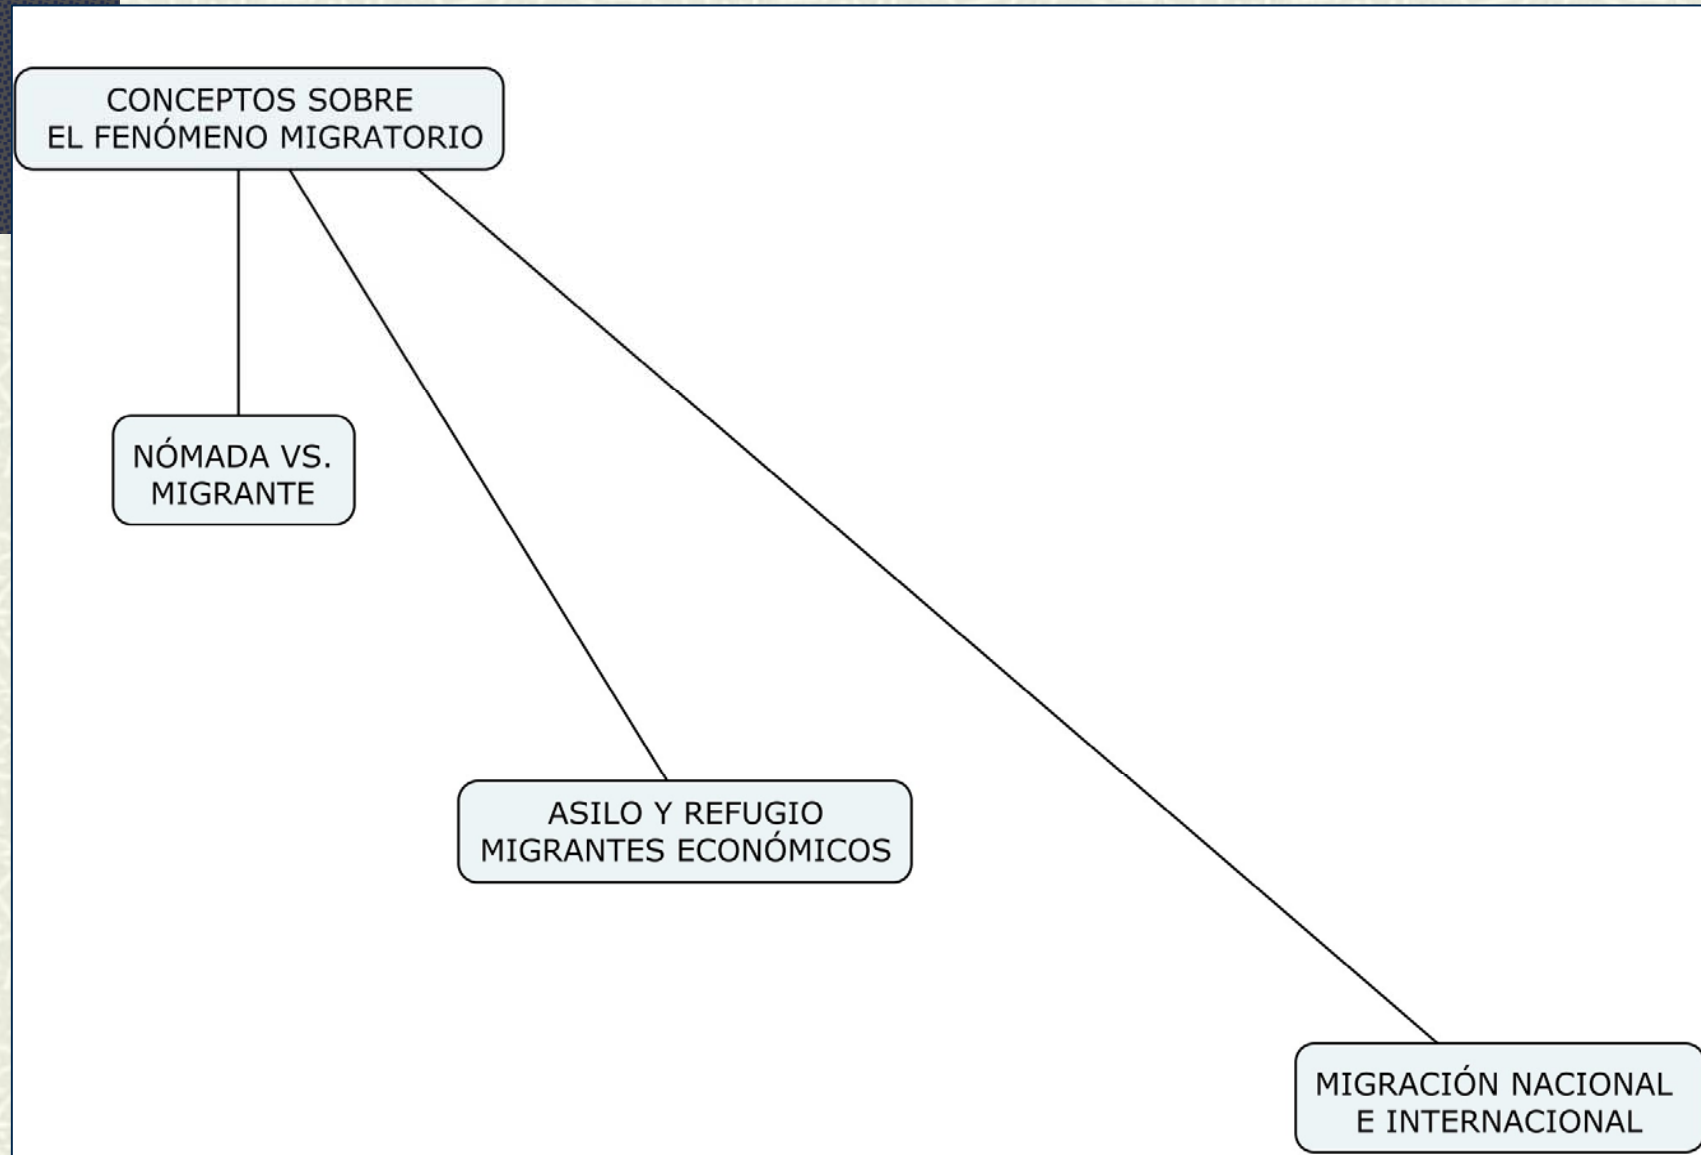 CONCEPTOS SOBRE
EL FENÓMENO MIGRATORIO
NÓMADA VS.
MIGRANTE
ASILO Y REFUGIO
MIGRANTES ECONÓMICOS
MIGRACIÓN NACIONAL
E INTERNACIONAL